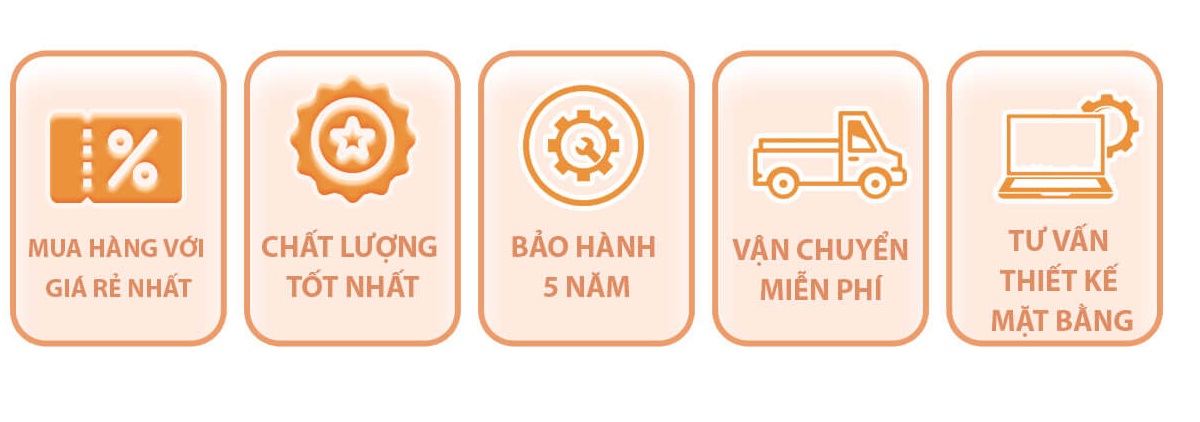 MUA HÀNG VỚI
GIÁ RẺ NHẤT
CHẤT LƯỢNG
TỐT NHẤT
BẢO HÀNH
5 NĂM
VẬN CHUYỂN
MIỄN PHÍ
TƯ VẤN
THIẾT KẾ
MẶT BẰNG